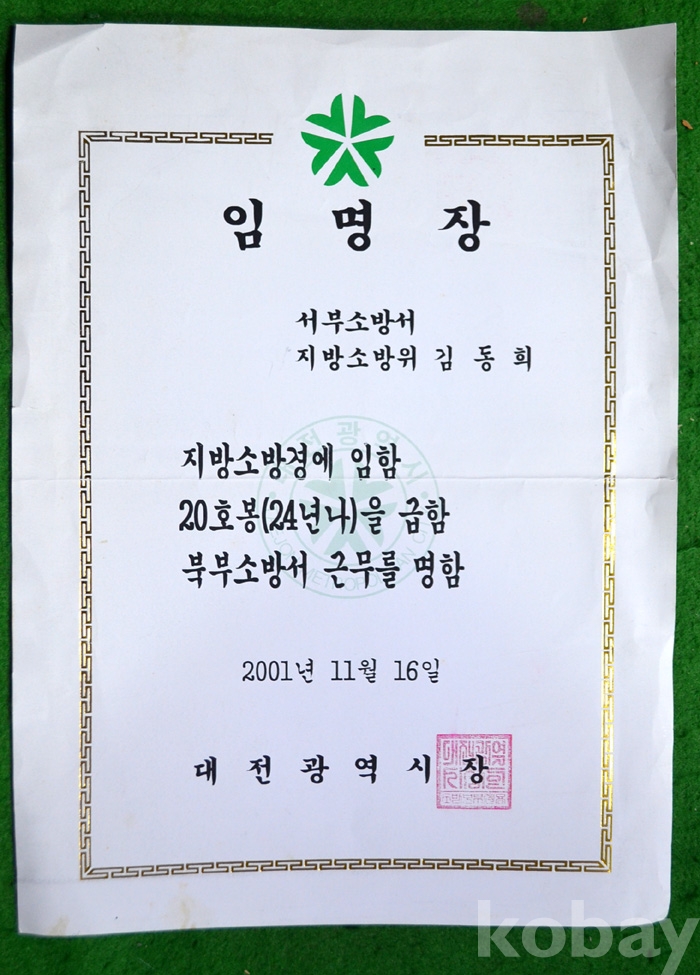 임 명 장
서부소방서
지방소방위 김 동 희
지방소방경에 임함
20호봉(24년나)을 급함
북부소방서 근무를 명함
2001년 11월 16일
대 전 광 역 시 장
kobay